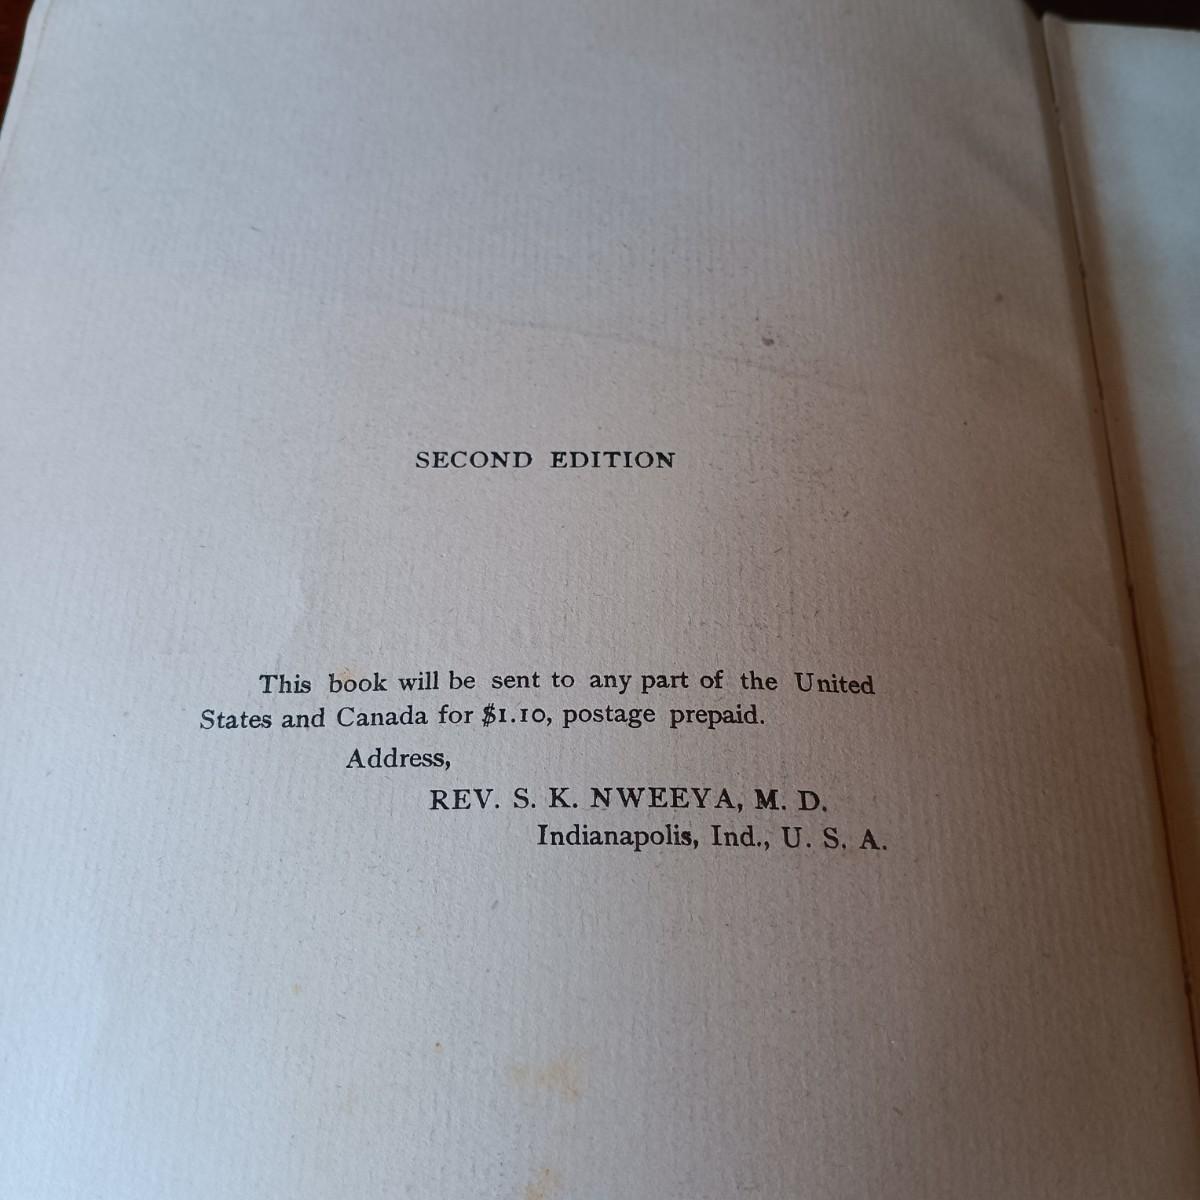 SECOND EDITION
This book will be sent to any part of the United
States and Canada for $1.10, postage prepaid.
Address,
REV. S. K. NWEEYA, M. D.
Indianapolis, Ind., U. S. A.